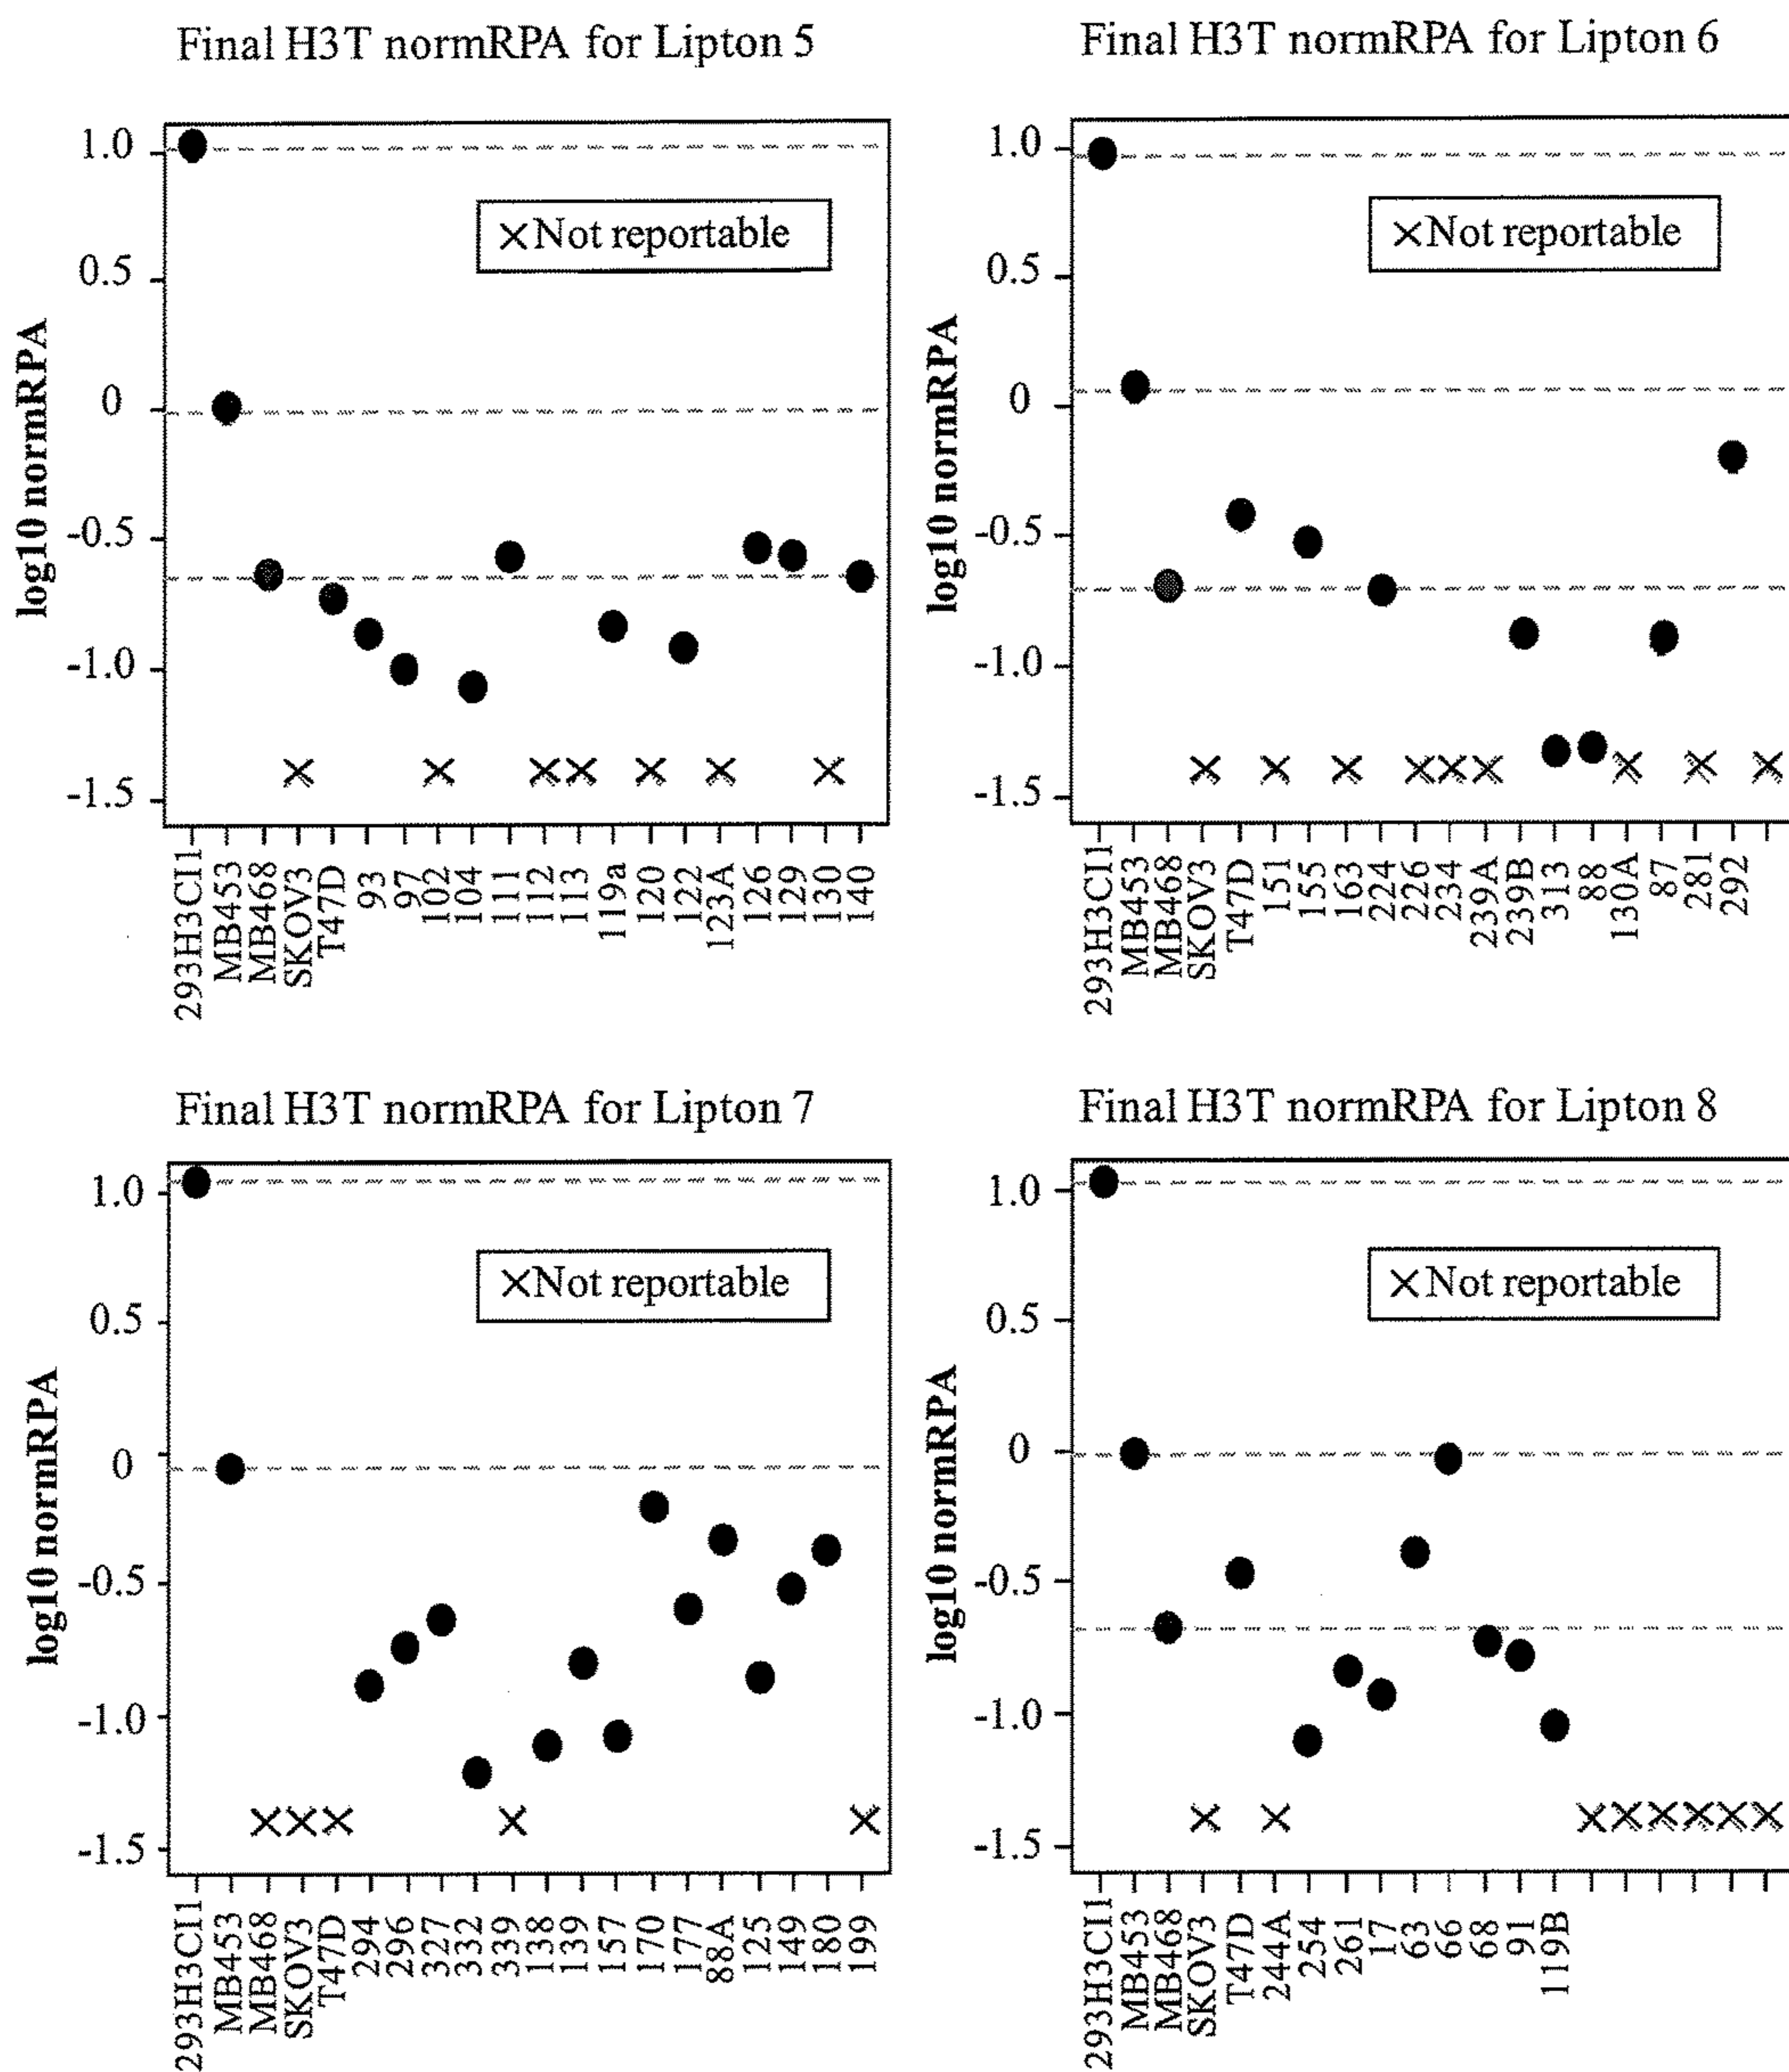 Final H3T normRPA for Lipton 5
1.0
0.5
0
-0.5
-1.0
-1.5
log10 normRPA
×Not reportable
293H3CI1
MB453
MB468
SKOV3
T47D
93
97
102
104
111
112
113
119a
120
122
123A
126
129
130
140
Final H3T normRPA for Lipton 6
1.0
0.5
0
-0.5
-1.0
-1.5
log10 normRPA
×Not reportable
293H3CI1
MB453
MB468
SKOV3
T47D
151
155
163
224
226
234
239A
239B
313
88
130A
87
281
292
Final H3T normRPA for Lipton 7
1.0
0.5
0
-0.5
-1.0
-1.5
log10 normRPA
×Not reportable
293H3CI1
MB453
MB468
SKOV3
T47D
294
296
327
332
339
138
139
157
170
177
88A
125
149
180
199
Final H3T normRPA for Lipton 8
1.0
0.5
0
-0.5
-1.0
-1.5
log10 normRPA
×Not reportable
293H3CI1
MB453
MB468
SKOV3
T47D
244A
254
261
17
63
66
68
91
119B